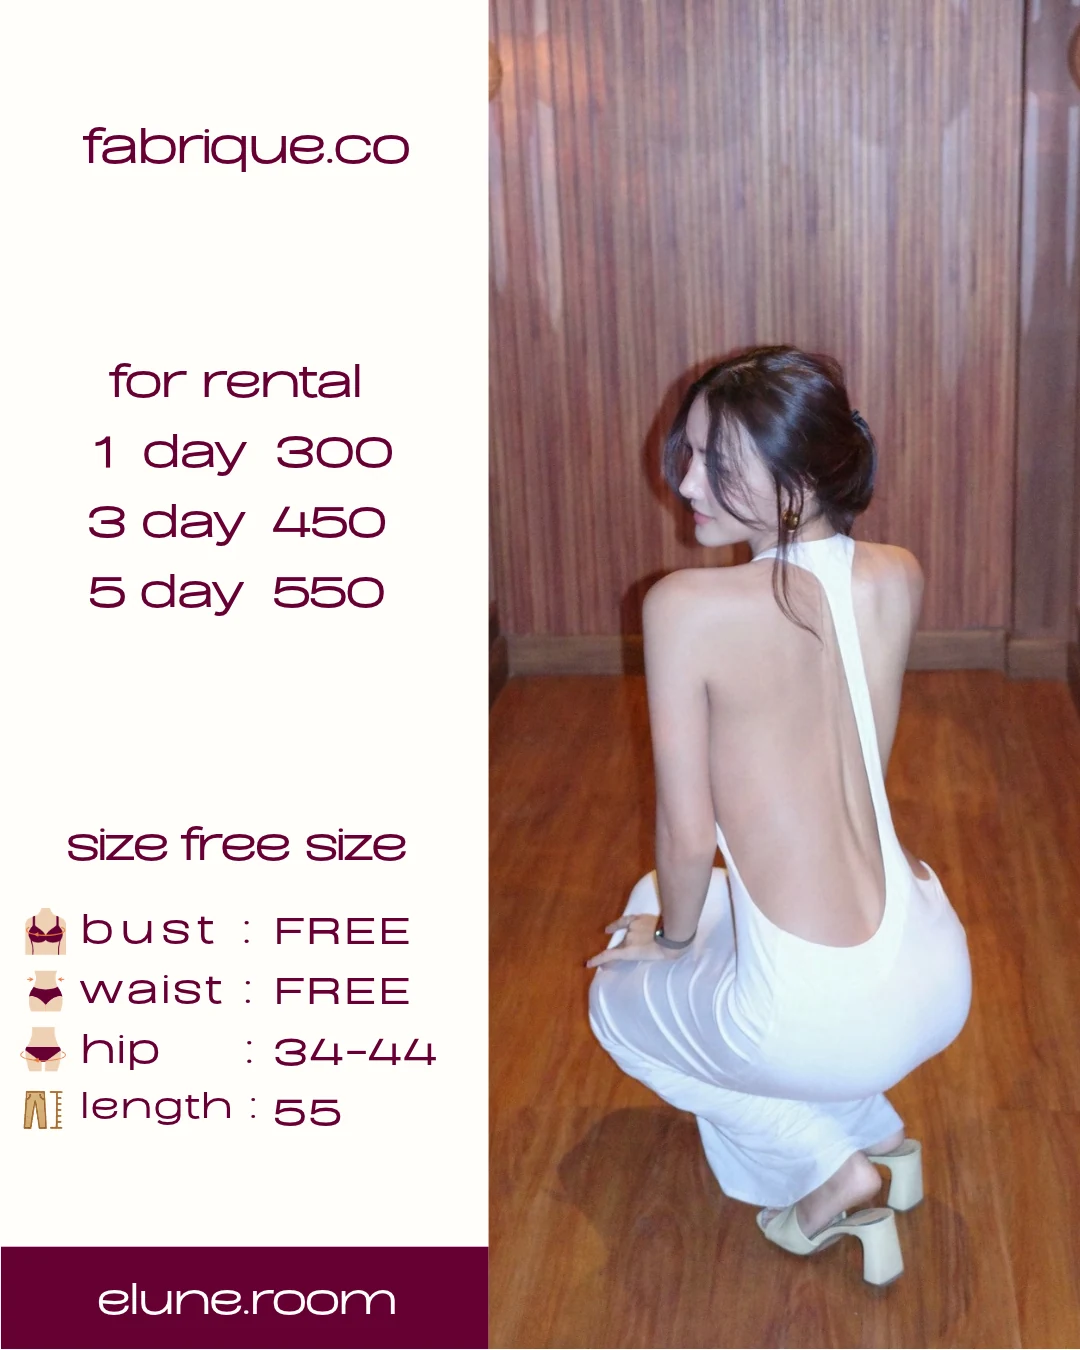 fabrique.co
for rental
1 day 300
3 day 450
5 day 550
size free size
bust : FREE
waist : FREE
hip : 34-44
length : 55
elune.room